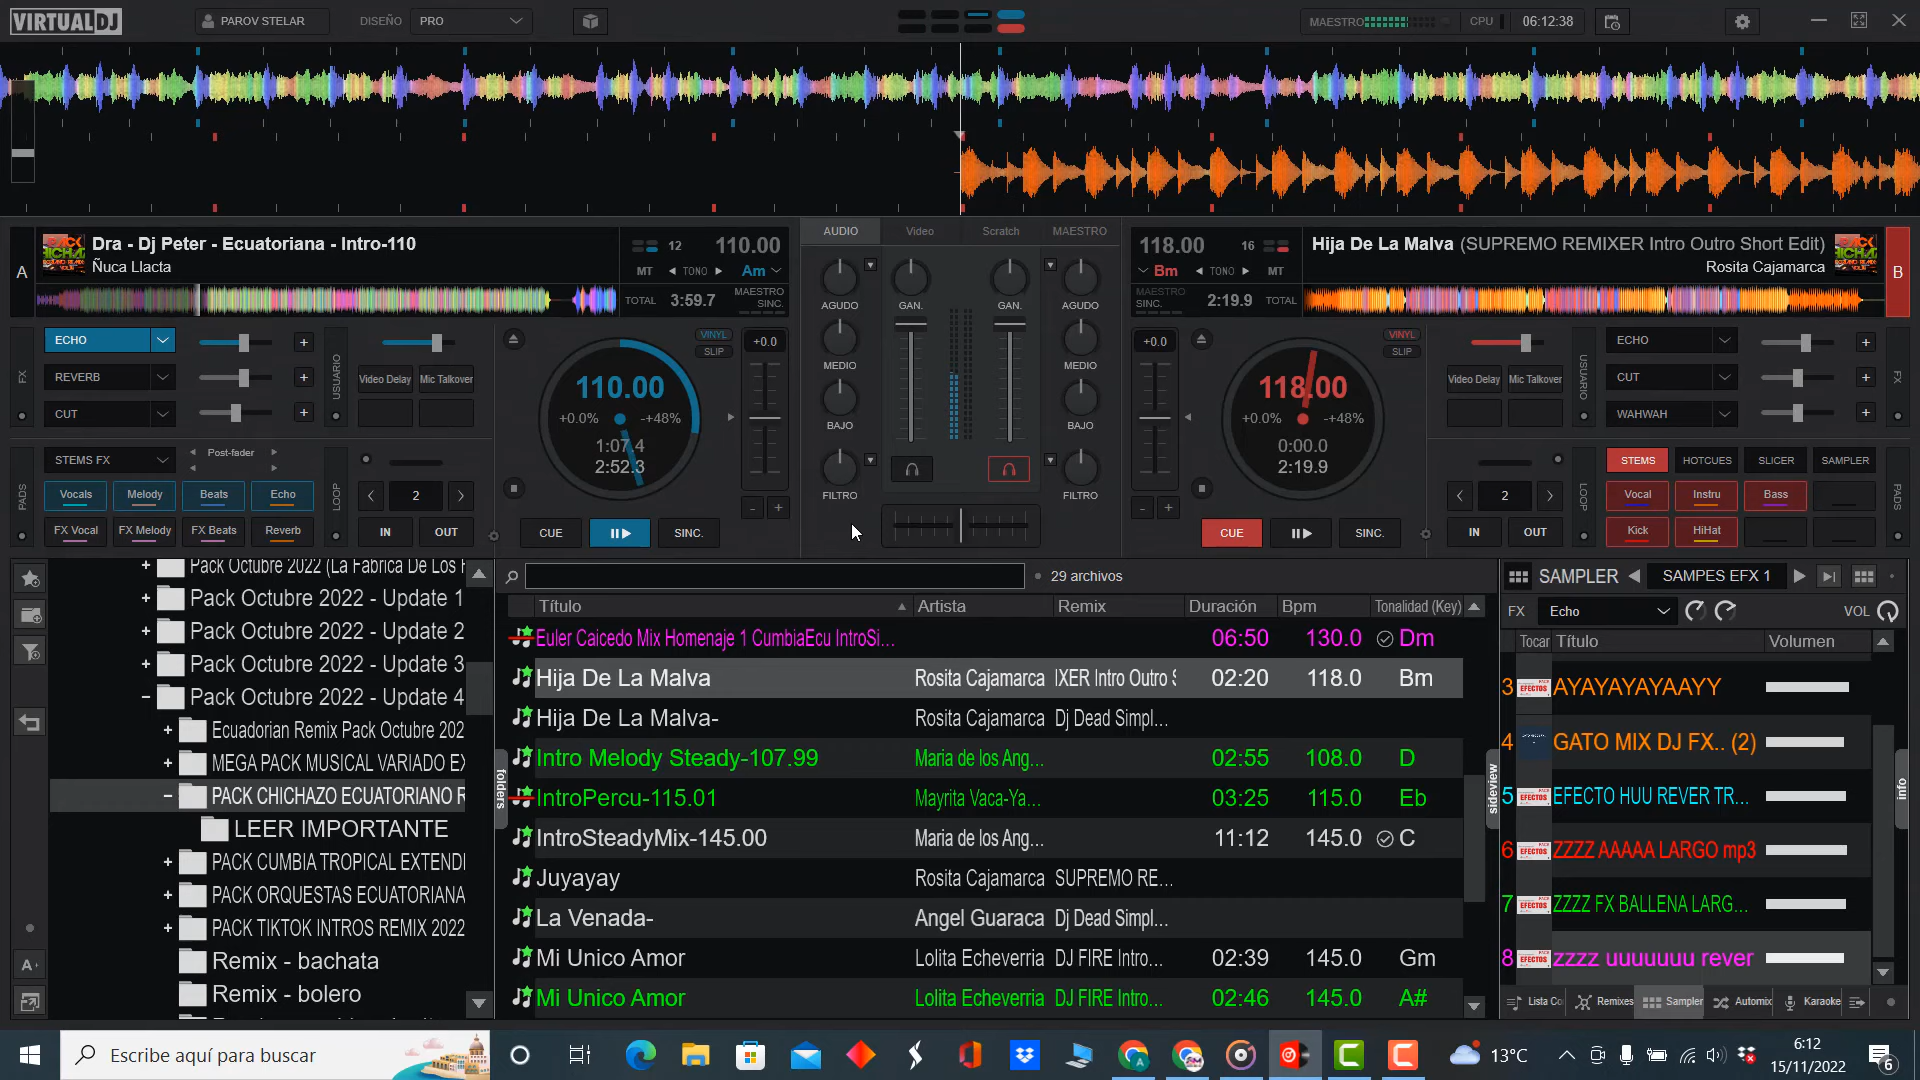 VIRTUALDJ PAROV STELAR DISEÑO PRO MAESTRO CPU 06:12:38
A Dra - Dj Peter - Ecuatoriana - Intro-110
Ñuca Llacta
12 110.00
MT TONO Am
TOTAL 3:59.7 MAESTRO SINC.
AUDIO Video Scratch MAESTRO
118.00 16
Bm TONO MT
MAESTRO SINC. 2:19.9 TOTAL
Hija De La Malva (SUPREMO REMIXER Intro Outro Short Edit)
Rosita Cajamarca
B
FX ECHO
REVERB
CUT
USUARIO Video Delay Mic Talkover
VINYL
SLIP
110.00
+0.0% -+48%
1:07.4
2:52.3
+0.0
AGUDO GAN. GAN. AGUDO
MEDIO MEDIO
BAJO BAJO
FILTRO FILTRO
+0.0
VINYL
SLIP
118.00
+0.0% -+48%
0:00.0
2:19.9
Video Delay Mic Talkover USUARIO
ECHO
CUT
WAHWAH
FX
PADS STEMS FX Post-fader
Vocals Melody Beats Echo
FX Vocal FX Melody FX Beats Reverb
LOOP 2
IN OUT
CUE SINC. - +
- + CUE SINC.
2 LOOP
IN OUT
STEMS HOTCUES SLICER SAMPLER
Vocal Instru Bass
Kick HiHat
PADS
+ Pack Octubre 2022 (La Fabrica De Los
+ Pack Octubre 2022 - Update 1
+ Pack Octubre 2022 - Update 2
+ Pack Octubre 2022 - Update 3
- Pack Octubre 2022 - Update 4
+ Ecuadorian Remix Pack Octubre 202
+ MEGA PACK MUSICAL VARIADO EX
- PACK CHICHAZO ECUATORIANO R
LEER IMPORTANTE
+ PACK CUMBIA TROPICAL EXTENDI
+ PACK ORQUESTAS ECUATORIANA
+ PACK TIKTOK INTROS REMIX 2022
Remix - bachata
Remix - bolero
folders
29 archivos
Título Artista Remix Duración Bpm Tonalidad (Key)
Euler Caicedo Mix Homenaje 1 CumbiaEcu IntroSi... 06:50 130.0 Dm
Hija De La Malva Rosita Cajamarca IXER Intro Outro S 02:20 118.0 Bm
Hija De La Malva- Rosita Cajamarca Dj Dead Simpl...
Intro Melody Steady-107.99 Maria de los Ang... 02:55 108.0 D
IntroPercu-115.01 Mayrita Vaca-Ya... 03:25 115.0 Eb
IntroSteadyMix-145.00 Maria de los Ang... 11:12 145.0 C
Juyayay Rosita Cajamarca SUPREMO RE...
La Venada- Angel Guaraca Dj Dead Simpl...
Mi Unico Amor Lolita Echeverria DJ FIRE Intro... 02:39 145.0 Gm
Mi Unico Amor Lolita Echeverria DJ FIRE Intro... 02:46 145.0 A#
sideview
SAMPLER SAMPES EFX 1
FX Echo VOL
Tocar Título Volumen
3 EFECTOS AYAYAYAYAAYY
4 GATO MIX DJ FX.. (2)
5 EFECTOS EFECTO HUU REVER TR...
6 EFECTOS ZZZZ AAAAA LARGO mp3
7 EFECTOS ZZZZ FX BALLENA LARG...
8 EFECTOS zzzz uuuuuuu rever
info
Lista Co Remixes Sampler Automix Karaoke
Escribe aquí para buscar
13°C
6:12
15/11/2022
6